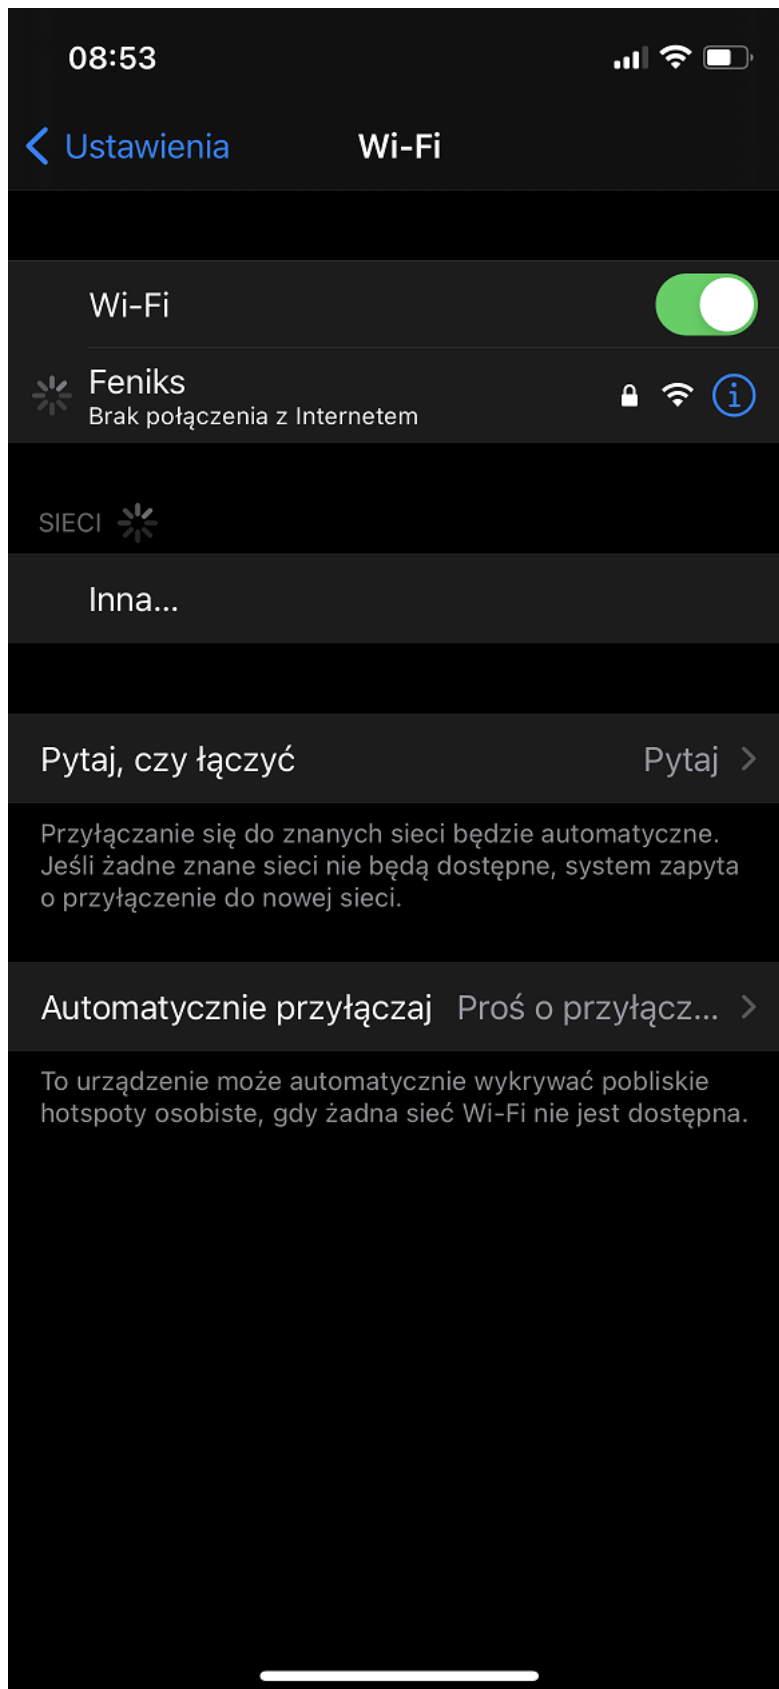 08:53
Ustawienia
Wi-Fi
Wi-Fi
Feniks
Brak połączenia z Internetem
SIECI
Inna...
Pytaj, czy łączyć Pytaj
Przyłączanie się do znanych sieci będzie automatyczne.
Jeśli żadne znane sieci nie będą dostępne, system zapyta
o przyłączenie do nowej sieci.
Automatycznie przyłączaj Proś o przyłącz...
To urządzenie może automatycznie wykrywać pobliskie
hotspoty osobiste, gdy żadna sieć Wi-Fi nie jest dostępna.